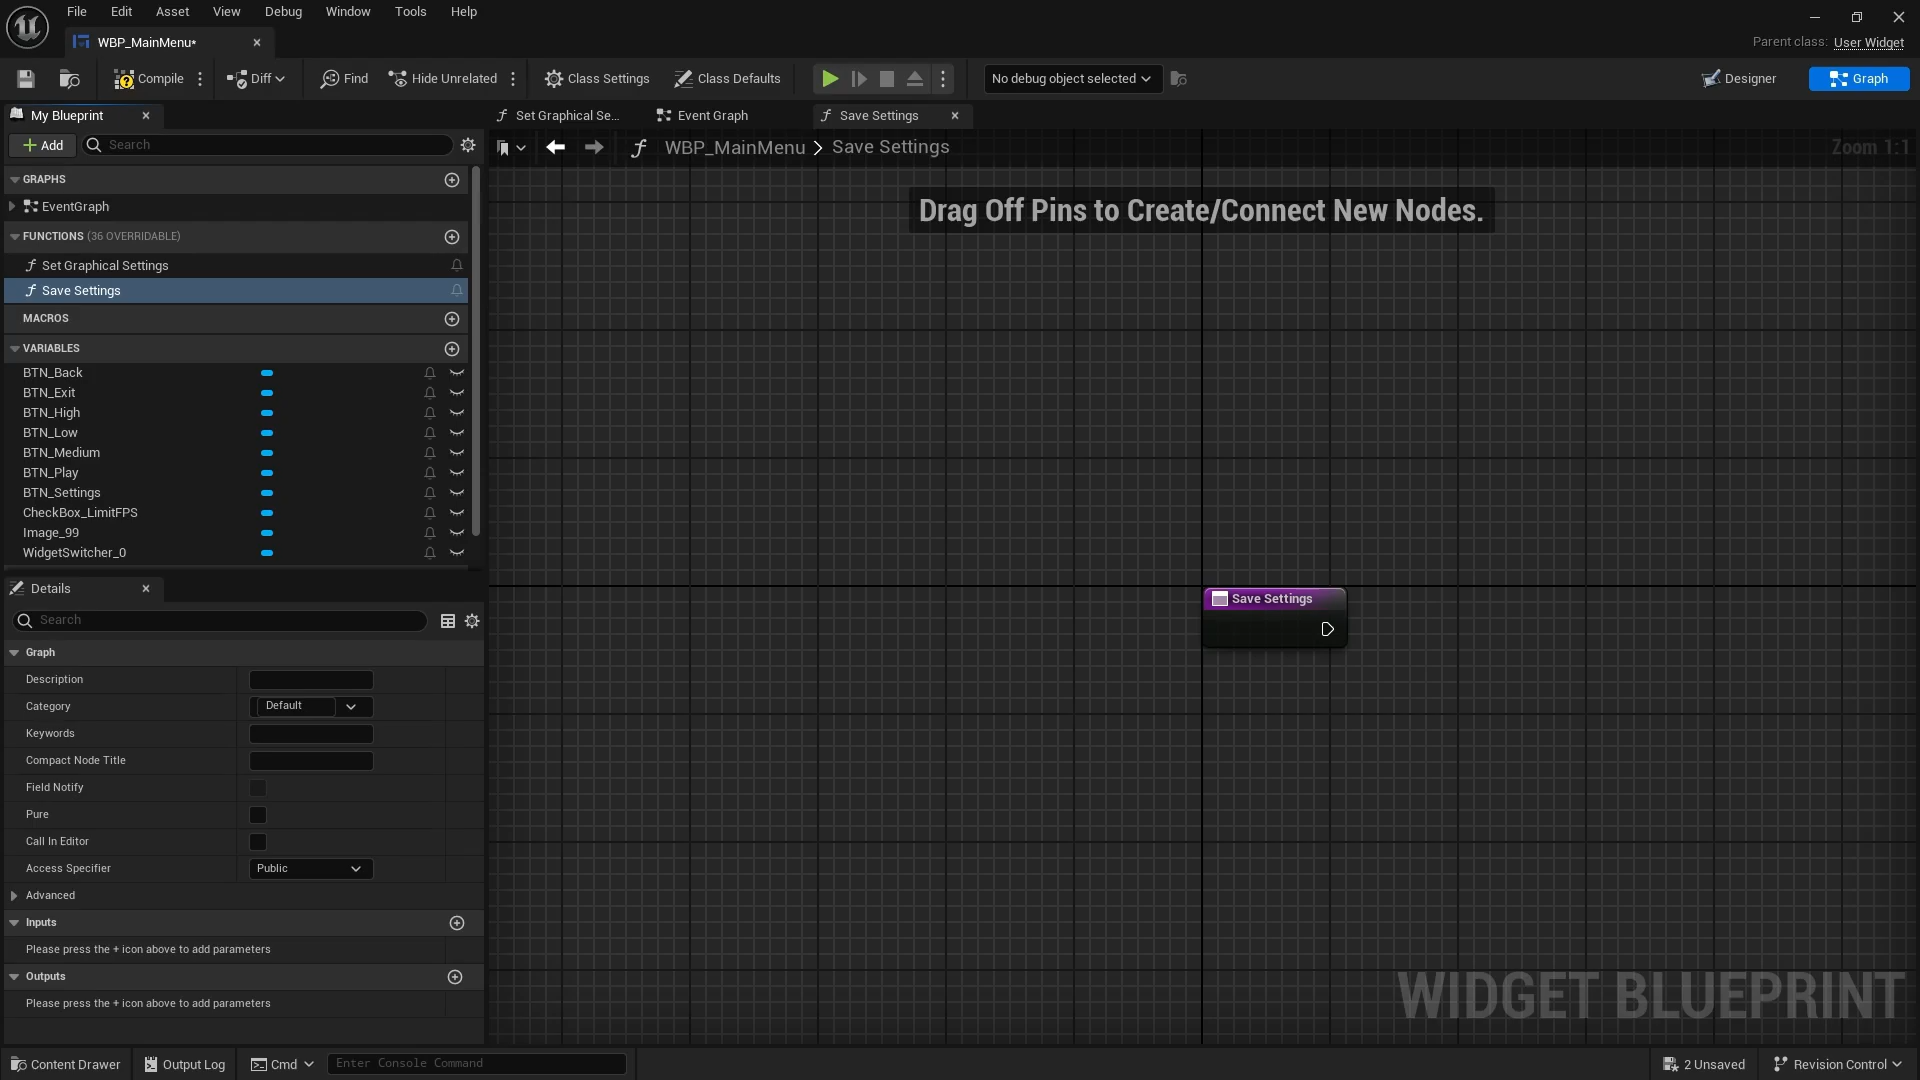 File Edit Asset View Debug Window Tools Help
WBP_MainMenu*
Parent class: User Widget
Compile Diff Find Hide Unrelated Class Settings Class Defaults No debug object selected Designer Graph
My Blueprint
Set Graphical Se... Event Graph Save Settings
Add Search
WBP_MainMenu > Save Settings Zoom 1:1
GRAPHS
EventGraph
Drag Off Pins to Create/Connect New Nodes.
FUNCTIONS (36 OVERRIDABLE)
Set Graphical Settings
Save Settings
MACROS
VARIABLES
BTN_Back
BTN_Exit
BTN_High
BTN_Low
BTN_Medium
BTN_Play
BTN_Settings
CheckBox_LimitFPS
Image_99
WidgetSwitcher_0
Details
Search
Save Settings
Graph
Description
Category Default
Keywords
Compact Node Title
Field Notify
Pure
Call In Editor
Access Specifier Public
Advanced
Inputs
Please press the + icon above to add parameters
Outputs
Please press the + icon above to add parameters
WIDGET BLUEPRINT
Content Drawer Output Log Cmd Enter Console Command 2 Unsaved Revision Control